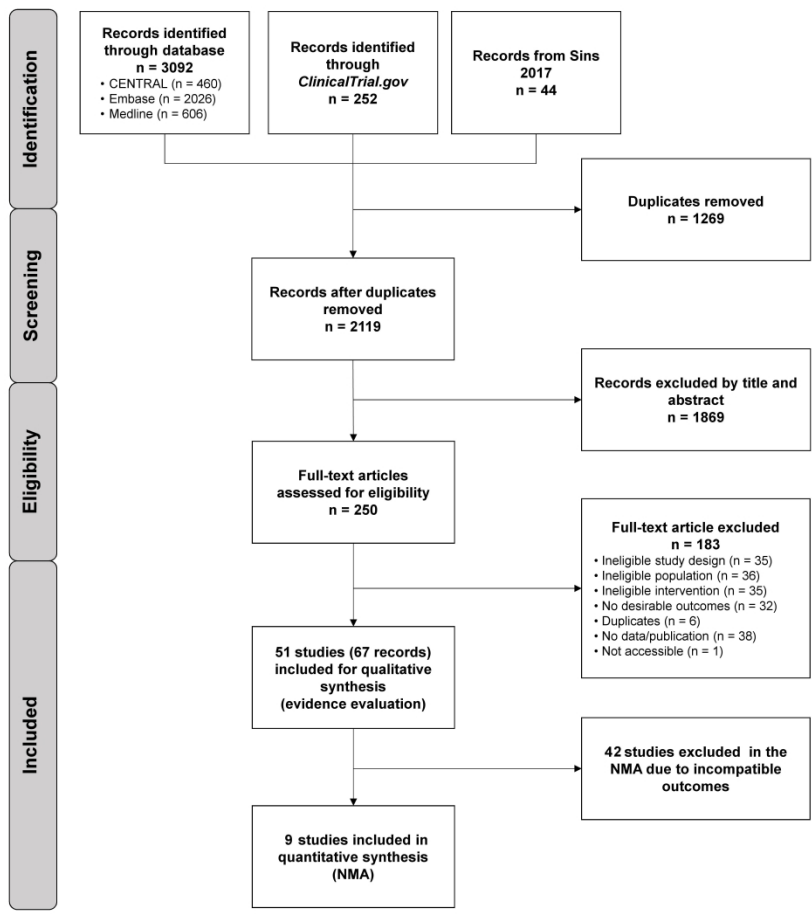 Identification
Records identified
through database
n = 3092
• CENTRAL (n = 460)
• Embase (n = 2026)
• Medline (n = 606)
Records identified
through
ClinicalTrial.gov
n = 252
Records from Sins
2017
n = 44
Duplicates removed
n = 1269
Screening
Records after duplicates
removed
n = 2119
Records excluded by title and
abstract
n = 1869
Eligibility
Full-text articles
assessed for eligibility
n = 250
Full-text article excluded
n = 183
• Ineligible study design (n = 35)
• Ineligible population (n = 36)
• Ineligible intervention (n = 35)
• No desirable outcomes (n = 32)
• Duplicates (n = 6)
• No data/publication (n = 38)
• Not accessible (n = 1)
Included
51 studies (67 records)
included for qualitative
synthesis
(evidence evaluation)
42 studies excluded in
the NMA due to incompatible
outcomes
9 studies included in
quantitative synthesis
(NMA)